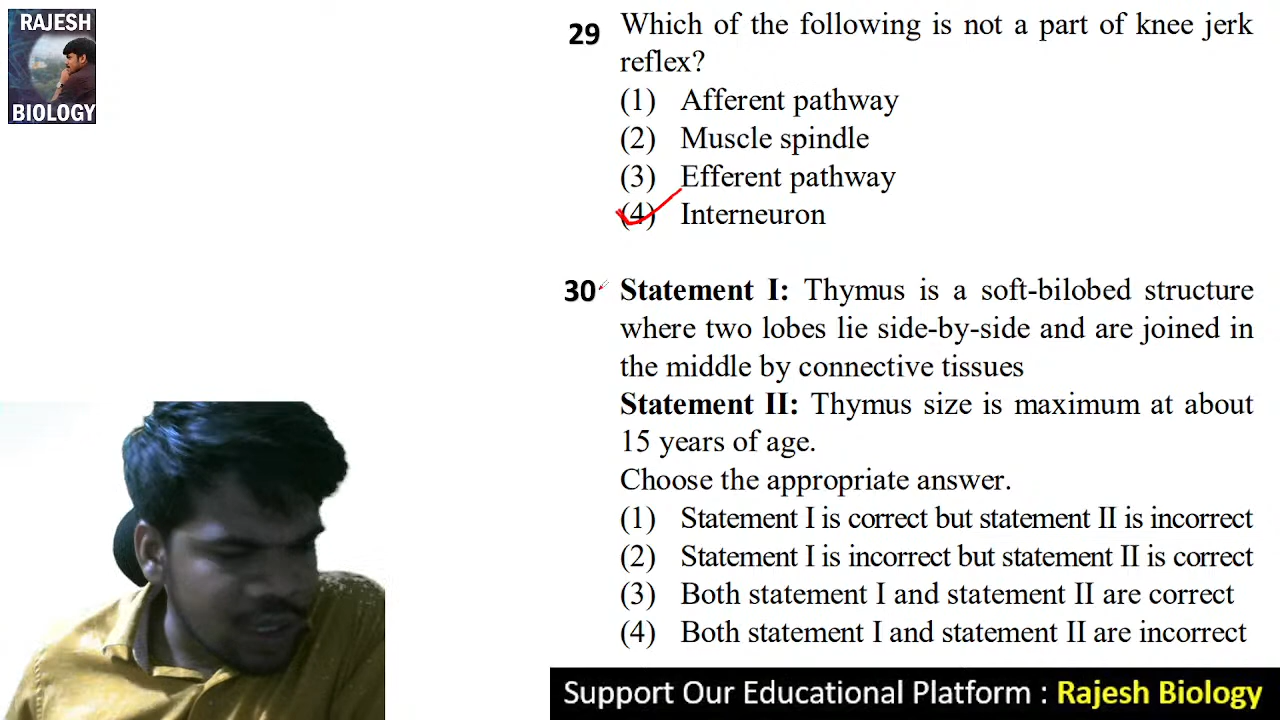 RAJESH
BIOLOGY
29 Which of the following is not a part of knee jerk
reflex?
(1) Afferent pathway
(2) Muscle spindle
(3) Efferent pathway
(4) Interneuron
30 Statement I: Thymus is a soft-bilobed structure
where two lobes lie side-by-side and are joined in
the middle by connective tissues
Statement II: Thymus size is maximum at about
15 years of age.
Choose the appropriate answer.
(1) Statement I is correct but statement II is incorrect
(2) Statement I is incorrect but statement II is correct
(3) Both statement I and statement II are correct
(4) Both statement I and statement II are incorrect
Support Our Educational Platform : Rajesh Biology